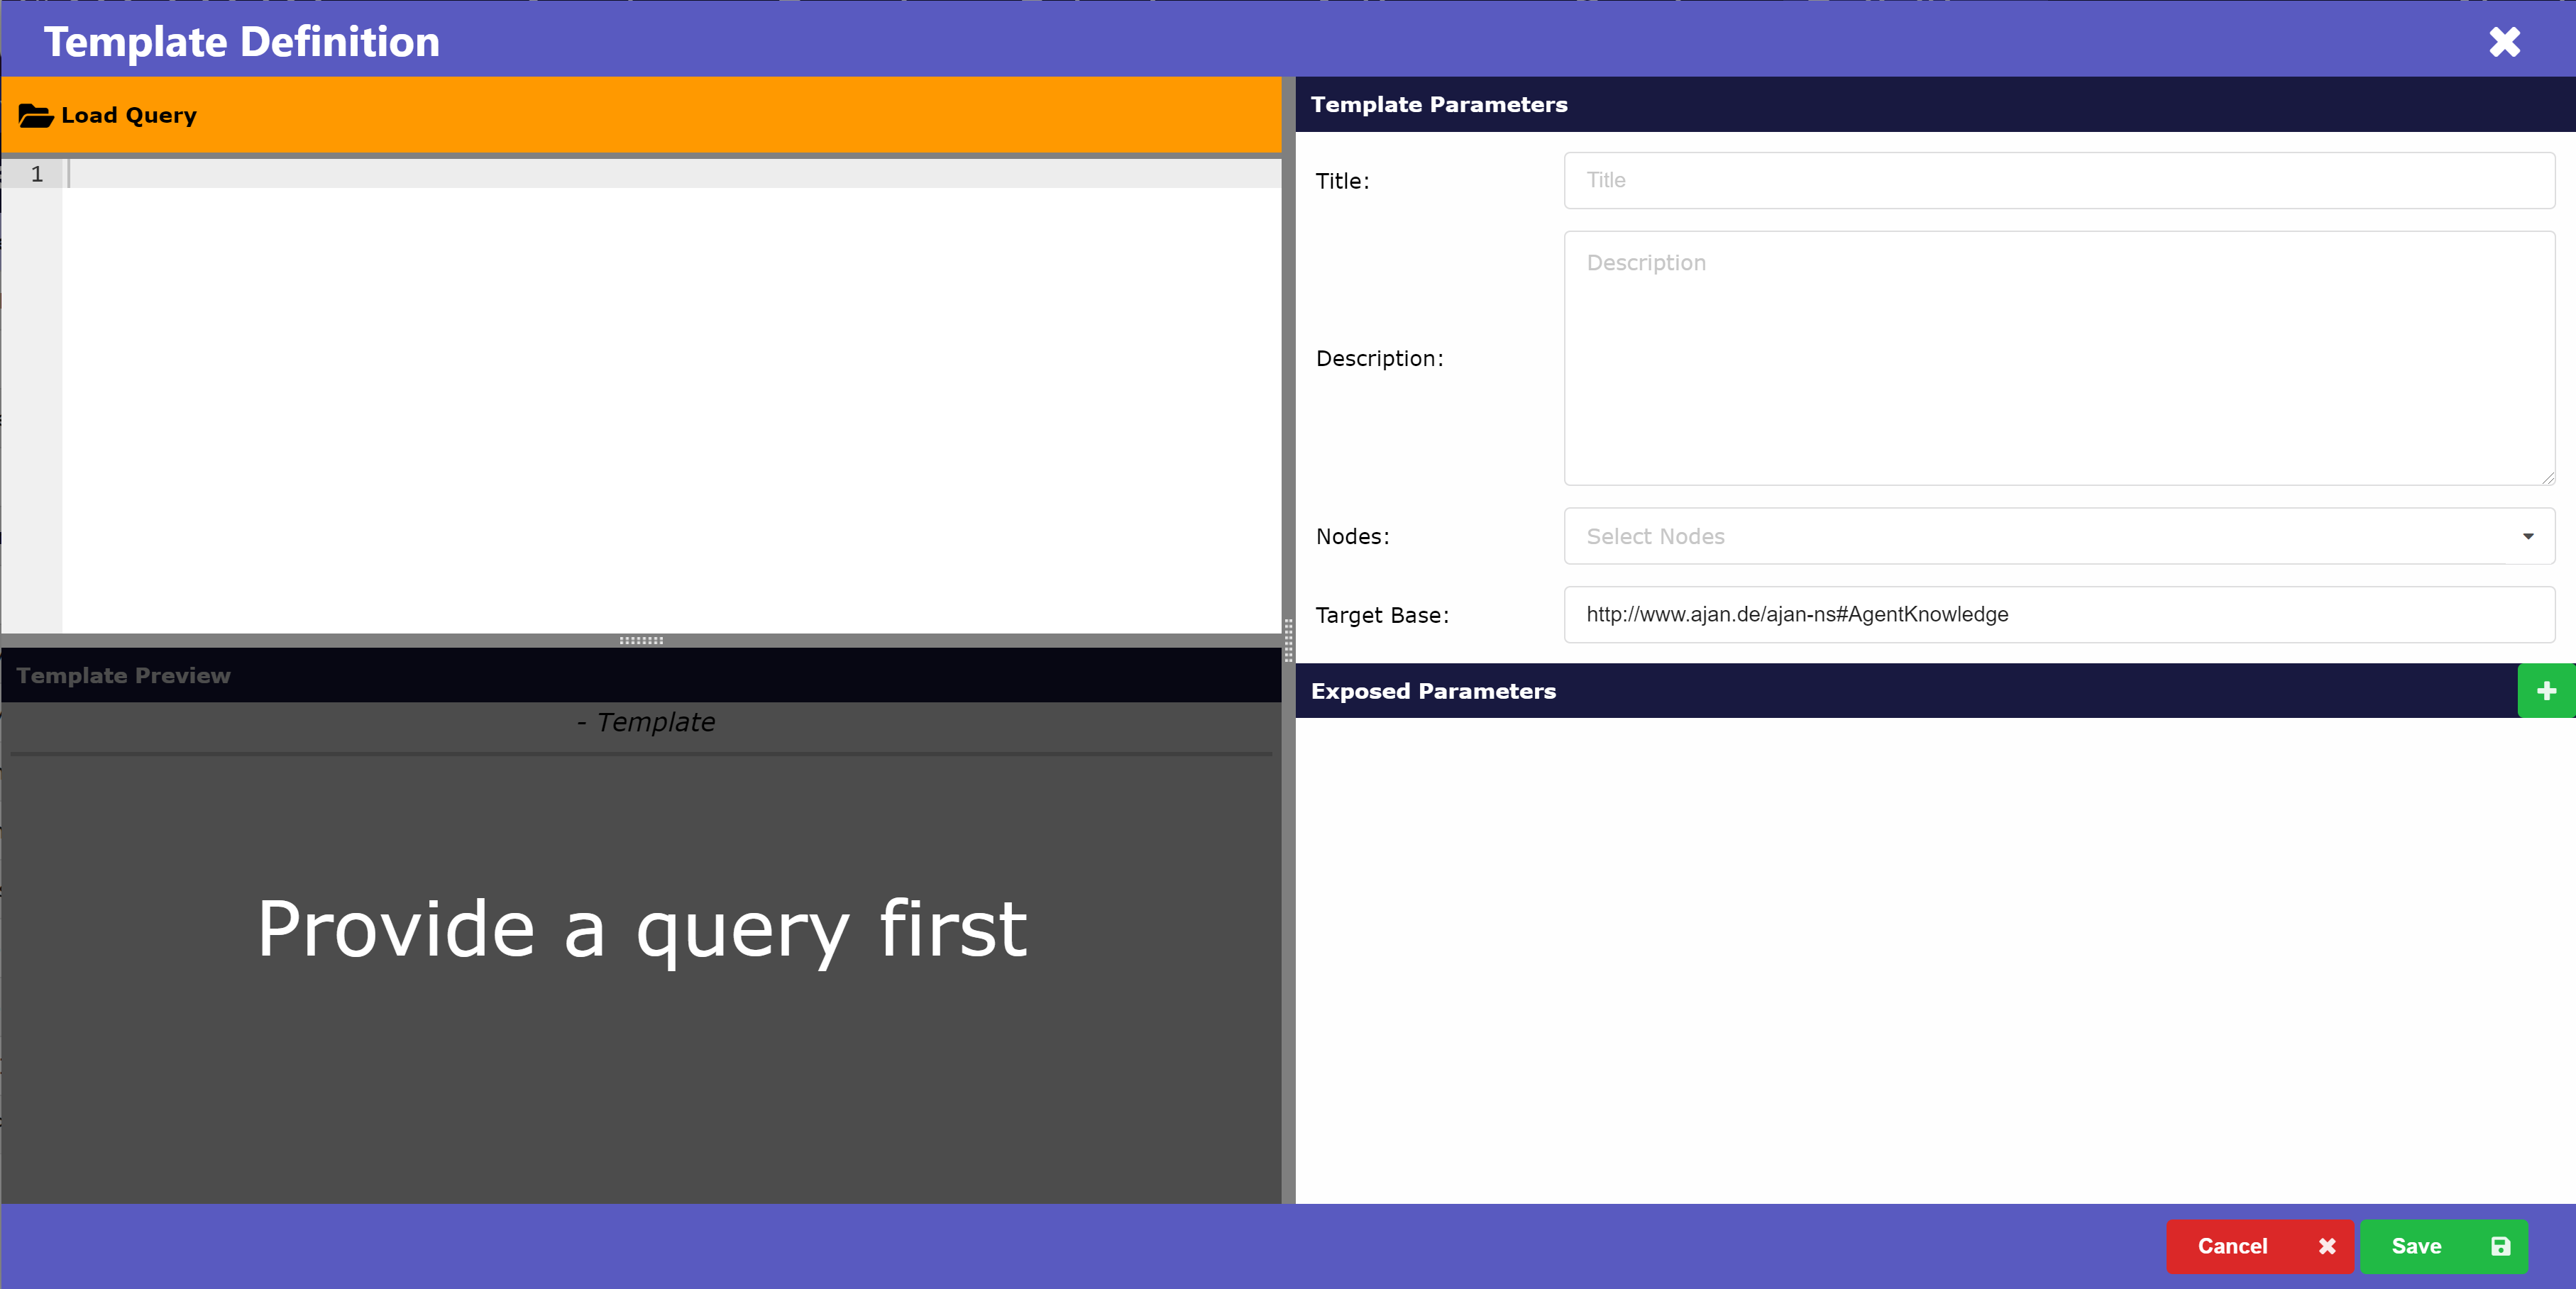 Template Definition
Load Query
1
Template Preview
- Template
Provide a query first
Template Parameters
Title:
Title
Description:
Description
Nodes:
Select Nodes
Target Base:
http://www.ajan.de/ajan-ns#AgentKnowledge
Exposed Parameters
Cancel
Save